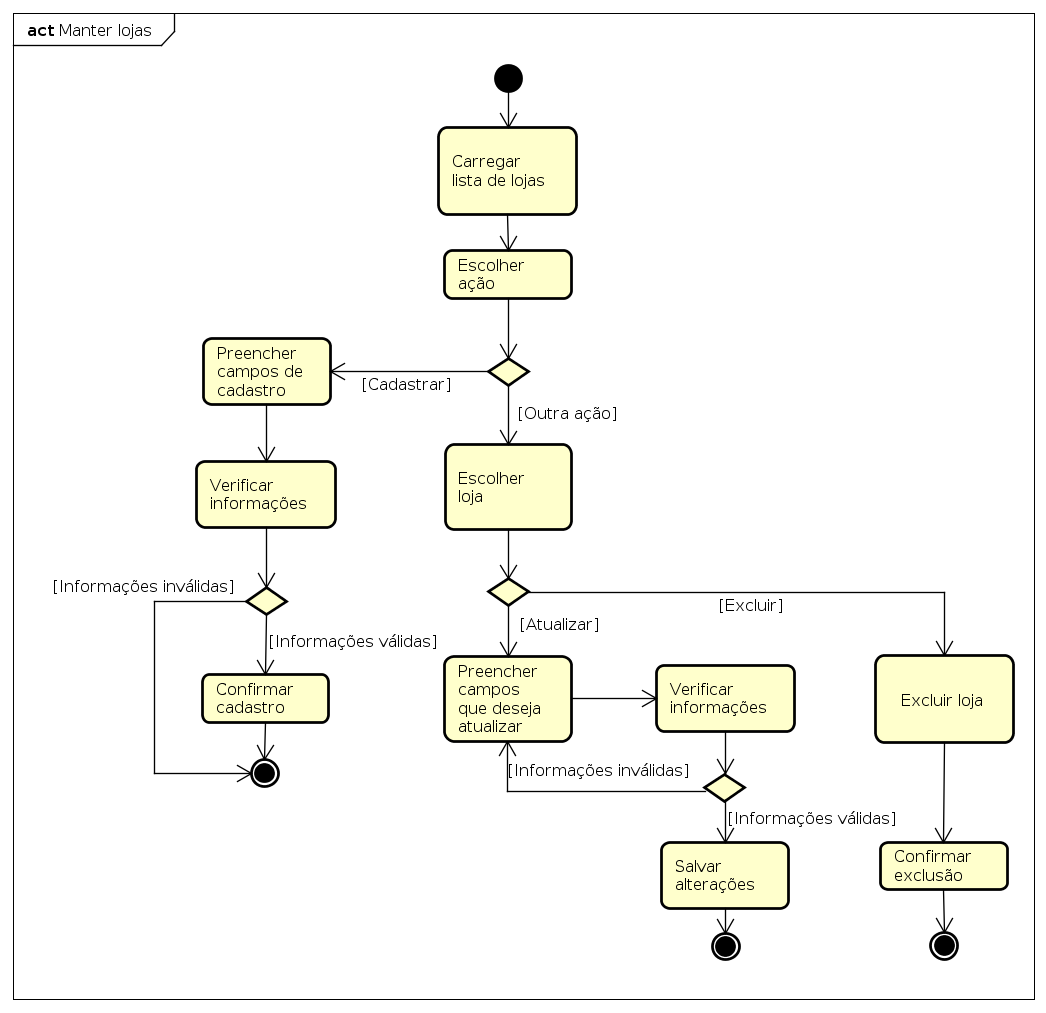 act Manter lojas
Carregar
lista de lojas
Escolher
ação
Preencher
campos de
cadastro
[Cadastrar]
[Outra ação]
Verificar
informações
Escolher
loja
[Informações inválidas]
[Excluir]
[Atualizar]
[Informações válidas]
Confirmar
cadastro
Preencher
campos
que deseja
atualizar
Verificar
informações
Excluir loja
[Informações inválidas]
[Informações válidas]
Salvar
alterações
Confirmar
exclusão